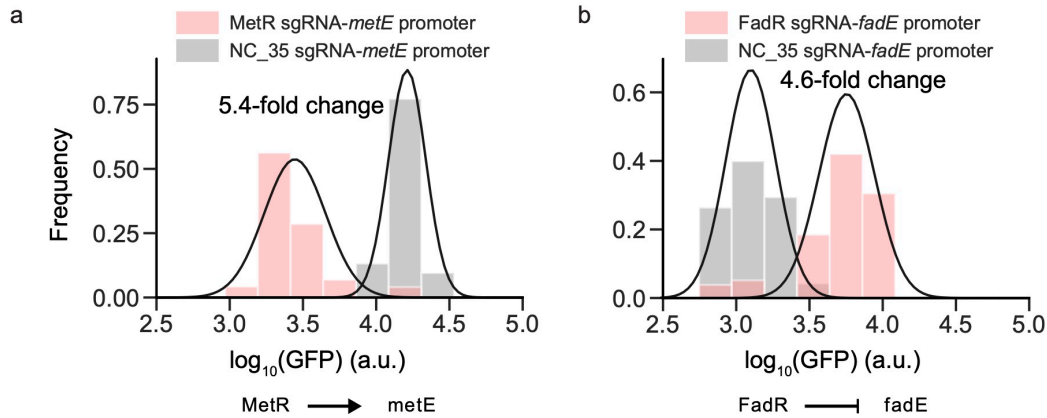 a
MetR sgRNA-metE promoter
NC_35 sgRNA-metE promoter
5.4-fold change
Frequency
0.75
0.50
0.25
0.00
2.5 3.0 3.5 4.0 4.5 5.0
log10(GFP) (a.u.)
MetR metE
b
FadR sgRNA-fadE promoter
NC_35 sgRNA-fadE promoter
4.6-fold change
0.6
0.4
0.2
0.0
2.5 3.0 3.5 4.0 4.5 5.0
log10(GFP) (a.u.)
FadR fadE